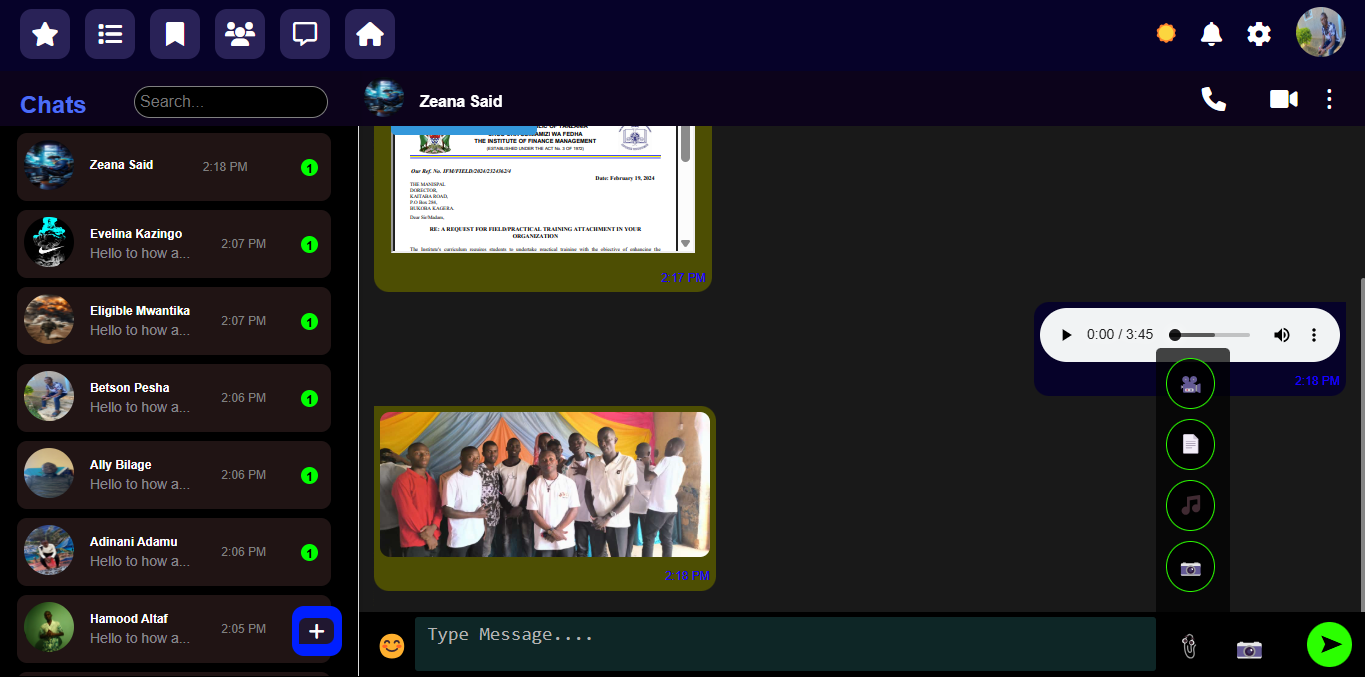 Chats
Search...
Zeana Said
2:18 PM
1
Evelina Kazingo
Hello to how a...
2:07 PM
1
Eligible Mwantika
Hello to how a...
2:07 PM
1
Betson Pesha
Hello to how a...
2:06 PM
1
Ally Bilage
Hello to how a...
2:06 PM
1
Adinani Adamu
Hello to how a...
2:06 PM
1
Hamood Altaf
Hello to how a...
2:05 PM
Zeana Said
THE INSTITUTE OF FINANCE MANAGEMENT
(ESTABLISHED UNDER THE ACT No. 3 OF 1972)
Our Ref. No. IFM/FIELD/2024/2324362/4
Date: February 19, 2024
THE MANISPAL
DORECTOR,
KAITABA ROAD,
P.O Box 284,
BUKOBA KAGERA.
Dear Sir/Madam,
RE: A REQUEST FOR FIELD/PRACTICAL TRAINING ATTACHMENT IN YOUR
ORGANIZATION
The Institute's curriculum requires students to undertake practical training with the objective of enhancing the
2:17 PM
0:00 / 3:45
2:18 PM
2:18 PM
Type Message....